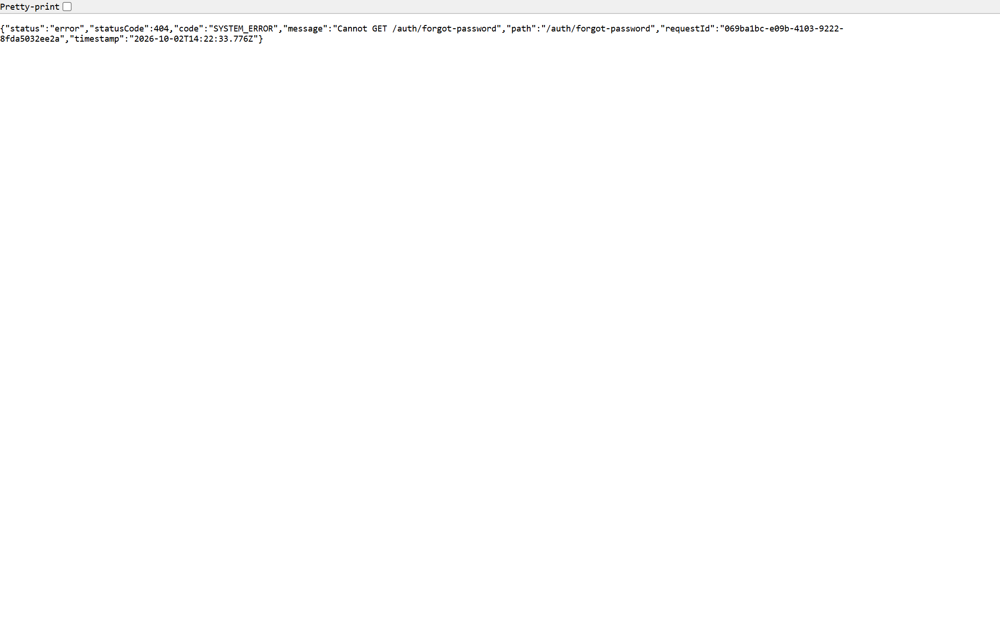 Pretty-print
{"status":"error","statusCode":404,"code":"SYSTEM_ERROR","message":"Cannot GET /auth/forgot-password","path":"/auth/forgot-password","requestId":"069ba1bc-e09b-4103-9222-
8fda5032ee2a","timestamp":"2026-10-02T14:22:33.776Z"}